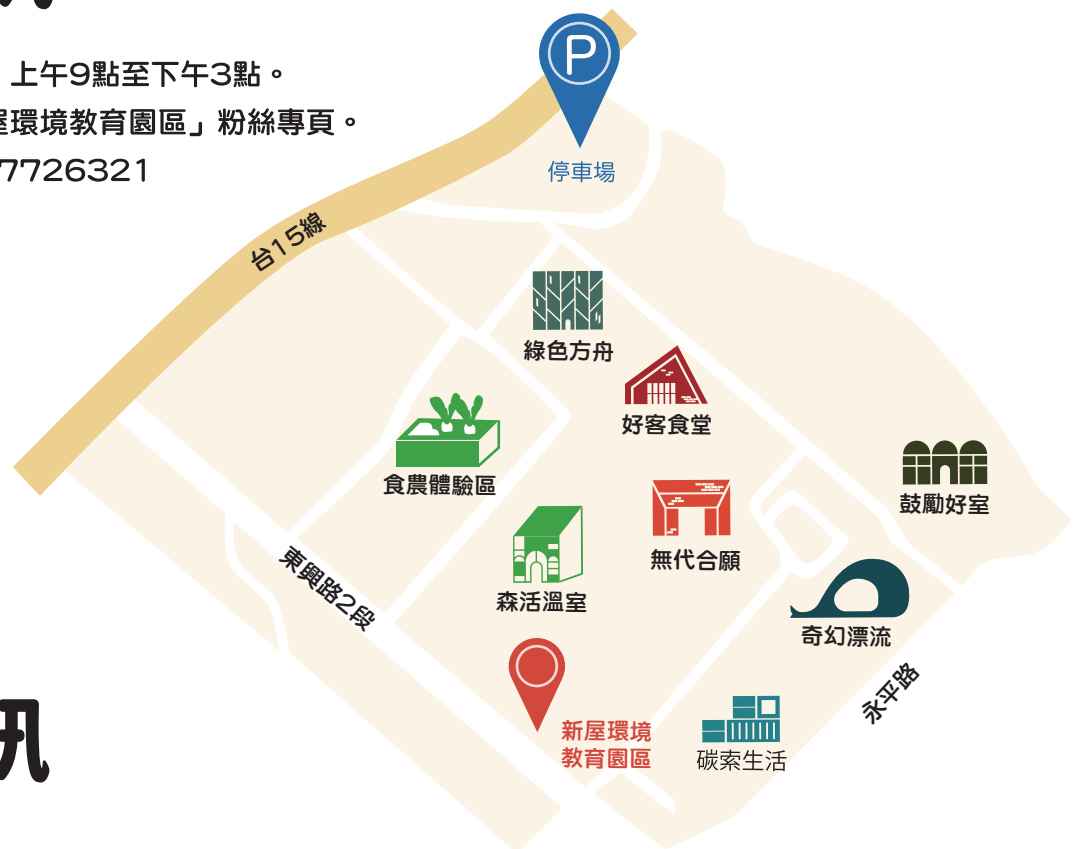 上午9點至下午3點。
屋環境教育園區」粉絲專頁。
7726321
P
停車場
台15線
綠色方舟
好客食堂
食農體驗區
鼓勵好室
無代合願
森活溫室
東興路2段
奇幻漂流
永平路
新屋環境
教育園區
碳索生活
訊